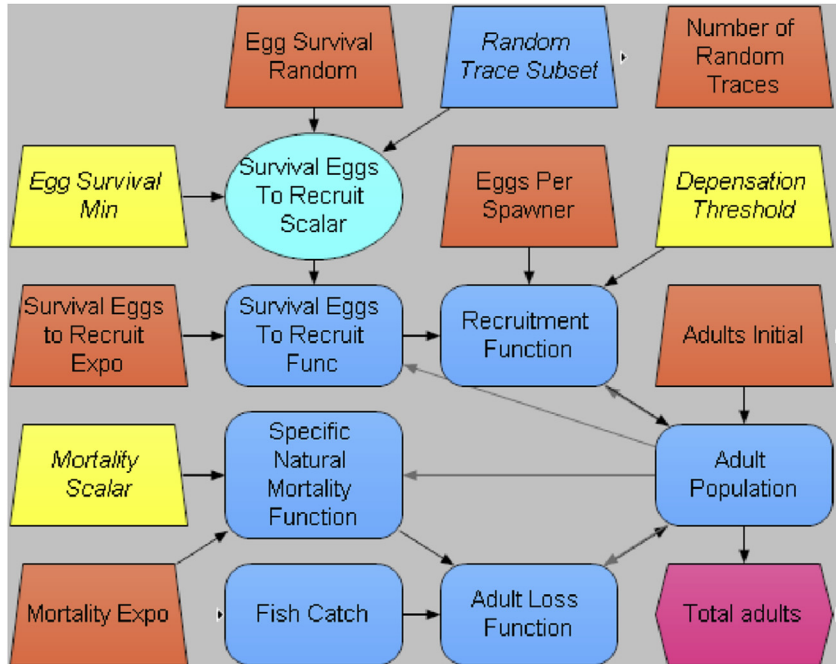 Egg Survival
Random
Random
Trace Subset
Number of
Random
Traces
Egg Survival
Min
Survival Eggs
To Recruit
Scalar
Eggs Per
Spawner
Depensation
Threshold
Survival Eggs
to Recruit
Expo
Survival Eggs
To Recruit
Func
Recruitment
Function
Adults Initial
Mortality
Scalar
Specific
Natural
Mortality
Function
Adult
Population
Mortality Expo
Fish Catch
Adult Loss
Function
Total adults